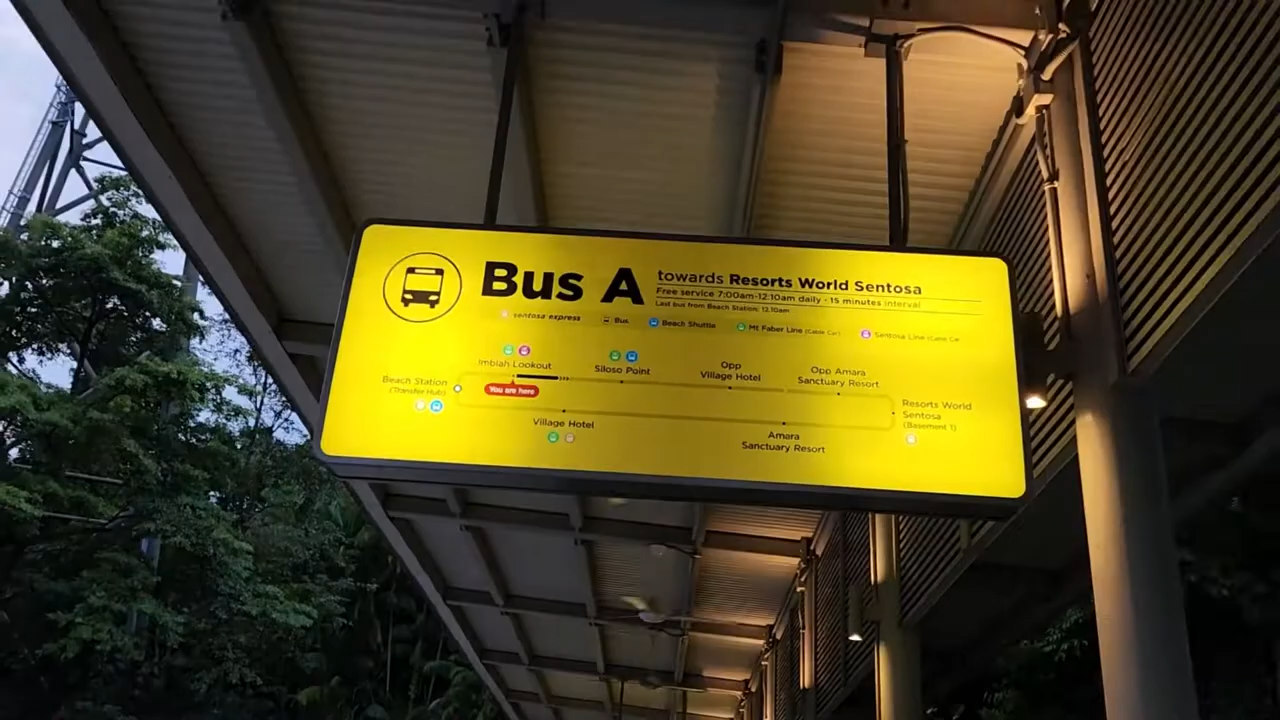 Bus A
towards Resorts World Sentosa
Free service 7:00am-12:10am daily · 15 minutes interval
Last bus from Beach Station: 12.10am
sentosa express
Bus
Beach Shuttle
Mt Faber Line (Cable Car)
Sentosa Line (Cable Car
Imbiah Lookout
Siloso Point
Opp
Village Hotel
Opp Amara
Sanctuary Resort
Beach Station
(Transfer Hub)
You are here
Resorts World
Sentosa
(Basement 1)
Village Hotel
Amara
Sanctuary Resort